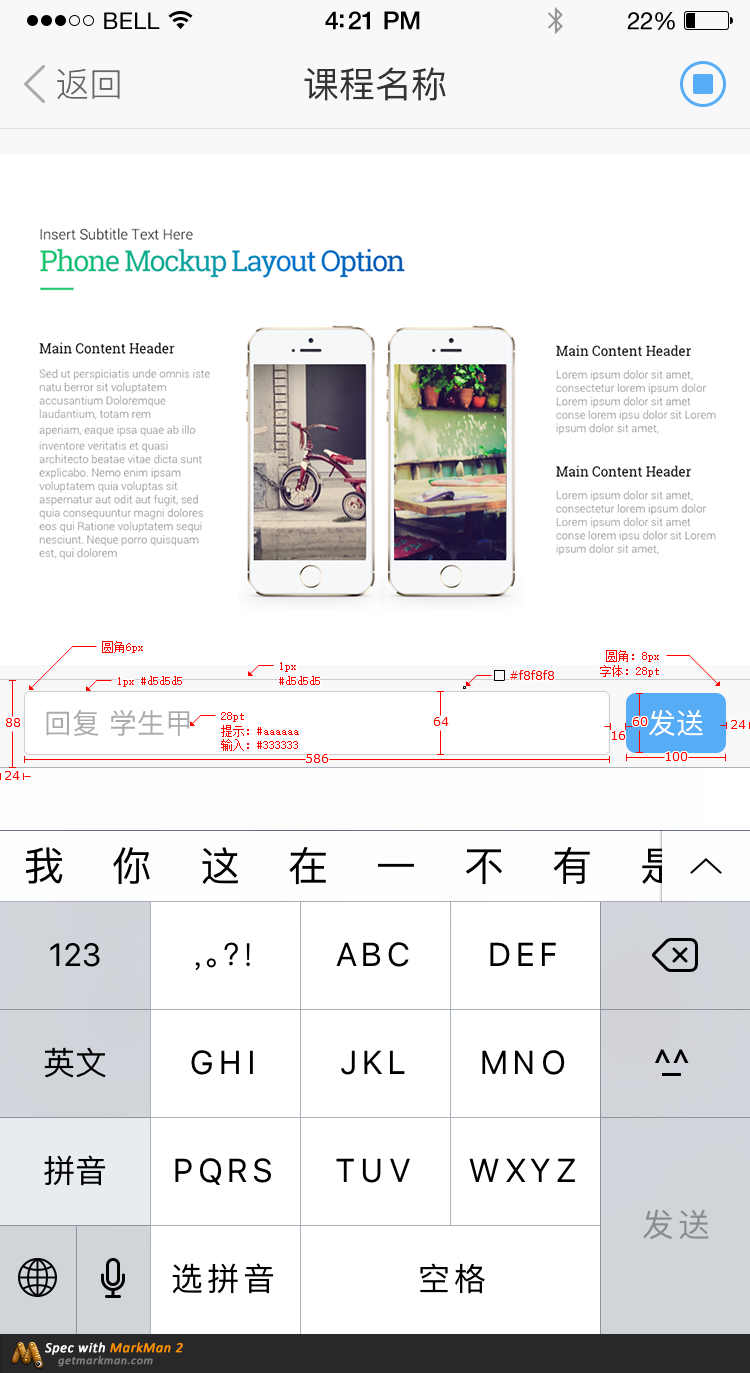 BELL 4:21 PM 22%
返回 课程名称
Insert Subtitle Text Here
Phone Mockup Layout Option
Main Content Header
Sed ut perspiciatis unde omnis iste
natu berror sit voluptatem
accusantium Doloremque
laudantium, totam rem
aperiam, eaque ipsa quae ab illo
inventore veritatis et quasi
architecto beatae vitae dicta sunt
explicabo. Nemo enim ipsam
voluptatem quia voluptas sit
aspernatur aut odit aut fugit, sed
quia consequuntur magni dolores
eos qui Ratione voluptatem sequi
nesciunt. Neque porro quisquam
est, qui dolorem
Main Content Header
Lorem ipsum dolor sit amet,
consectetur lorem ipsum dolor
Lorem ipsum dolor sit amet
conse lorem ipsu dolor sit Lorem
ipsum dolor sit amet,
Main Content Header
Lorem ipsum dolor sit amet,
consectetur lorem ipsum dolor
Lorem ipsum dolor sit amet
conse lorem ipsu dolor sit Lorem
ipsum dolor sit amet,
圆角6px
1px #d5d5d5
1px
#d5d5d5
#f8f8f8
圆角: 8px
字体: 28pt
88
回复 学生甲
28pt
提示: #aaaaaa
输入: #333333
64
16
60
发送
24
586
100
24
我 你 这 在 一 不 有 是
123 ,。?! ABC DEF
英文 GHI JKL MNO ^_^
拼音 PQRS TUV WXYZ
发送
选拼音 空格
Spec with MarkMan 2
getmarkman.com